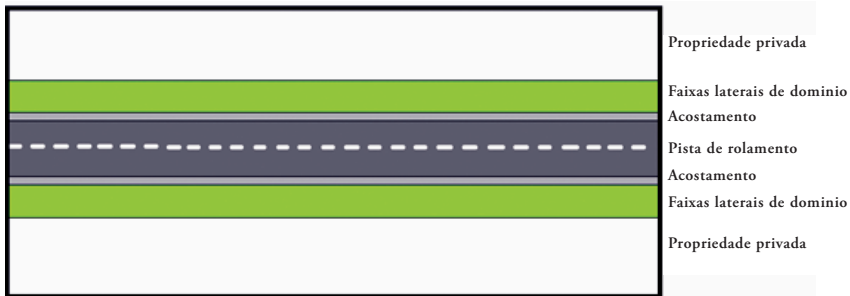 Propriedade privada
Faixas laterais de dominio
Acostamento
Pista de rolamento
Acostamento
Faixas laterais de dominio
Propriedade privada